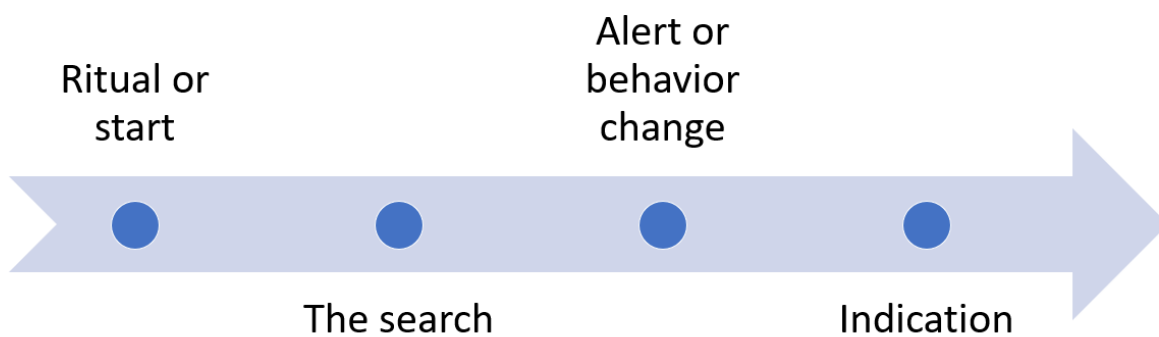 Ritual or
start
The search
Alert or
behavior
change
Indication